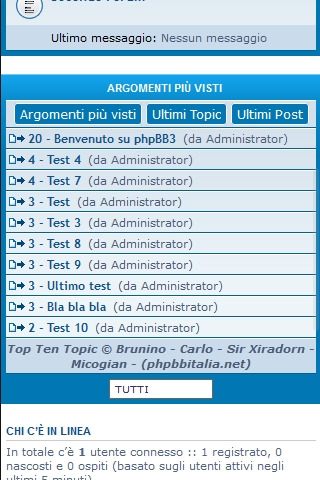 Ultimo messaggio: Nessun messaggio
ARGOMENTI PIÙ VISTI
Argomenti più visti Ultimi Topic Ultimi Post
20 - Benvenuto su phpBB3 (da Administrator)
4 - Test 4 (da Administrator)
4 - Test 7 (da Administrator)
3 - Test (da Administrator)
3 - Test 3 (da Administrator)
3 - Test 8 (da Administrator)
3 - Test 9 (da Administrator)
3 - Ultimo test (da Administrator)
3 - Bla bla bla (da Administrator)
2 - Test 10 (da Administrator)
Top Ten Topic © Brunino - Carlo - Sir Xiradorn -
Micogian - (phpbbitalia.net)
TUTTI
CHI C’È IN LINEA
In totale c’è 1 utente connesso :: 1 registrato, 0
nascosti e 0 ospiti (basato sugli utenti attivi negli
ultimi 5 minuti)